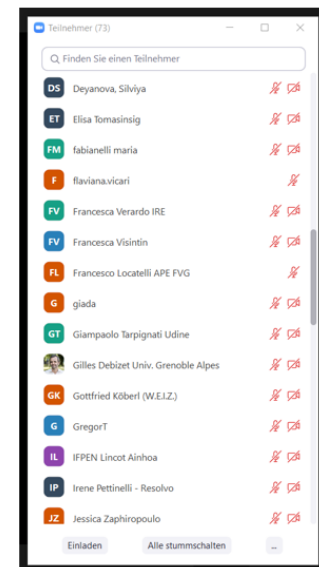 Teilnehmer (73)
Finden Sie einen Teilnehmer
DS Deyanova, Silviya
ET Elisa Tomasinsig
FM fabianelli maria
F flaviana.vicari
FV Francesca Verardo IRE
FV Francesca Visintin
FL Francesco Locatelli APE FVG
G giada
GT Giampaolo Tarpignati Udine
Gilles Debizet Univ. Grenoble Alpes
GK Gottfried Köberl (W.E.I.Z.)
G GregorT
IL IFPEN Lincot Ainhoa
IP Irene Pettinelli - Resolvo
JZ Jessica Zaphiropoulo
Einladen Alle stummschalten ...